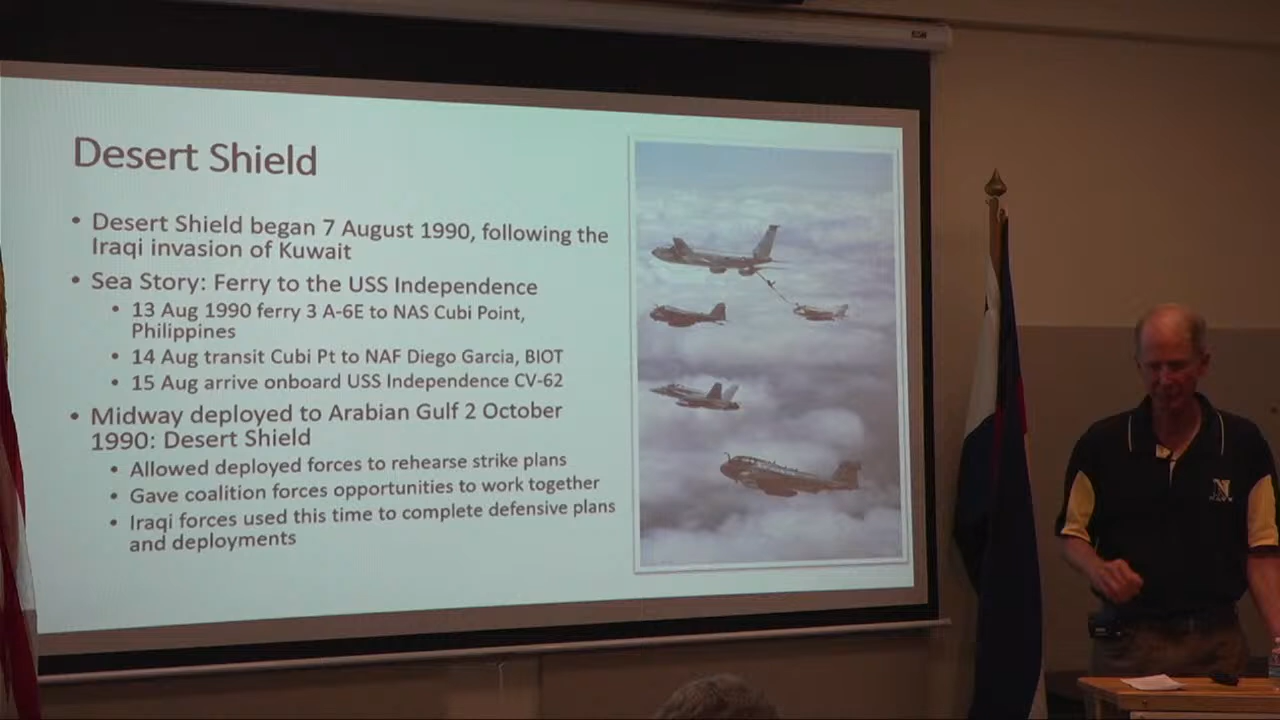 Desert Shield
• Desert Shield began 7 August 1990, following the
Iraqi invasion of Kuwait
• Sea Story: Ferry to the USS Independence
• 13 Aug 1990 ferry 3 A-6E to NAS Cubi Point,
Philippines
• 14 Aug transit Cubi Pt to NAF Diego Garcia, BIOT
• 15 Aug arrive onboard USS Independence CV-62
• Midway deployed to Arabian Gulf 2 October
1990: Desert Shield
• Allowed deployed forces to rehearse strike plans
• Gave coalition forces opportunities to work together
• Iraqi forces used this time to complete defensive plans
and deployments
N
NAVY